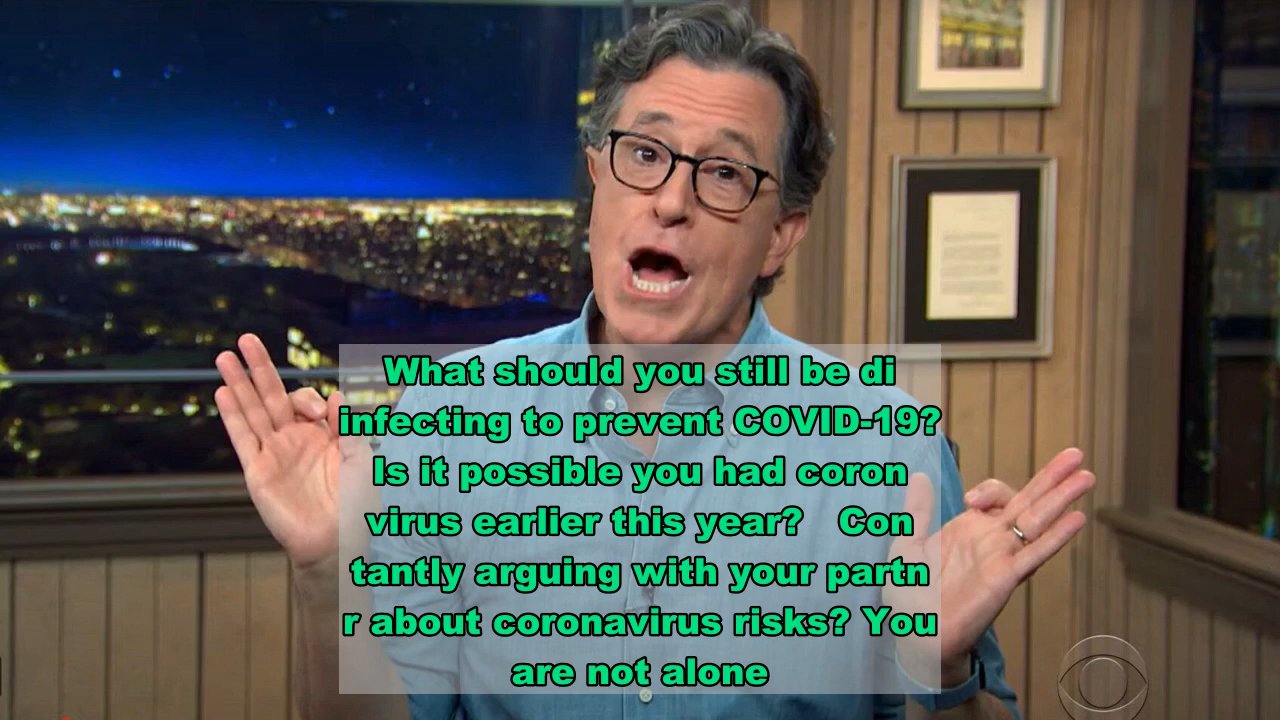 What should you still be di
infecting to prevent COVID-19?
Is it possible you had coron
virus earlier this year? Con
tantly arguing with your partn
r about coronavirus risks? You
are not alone